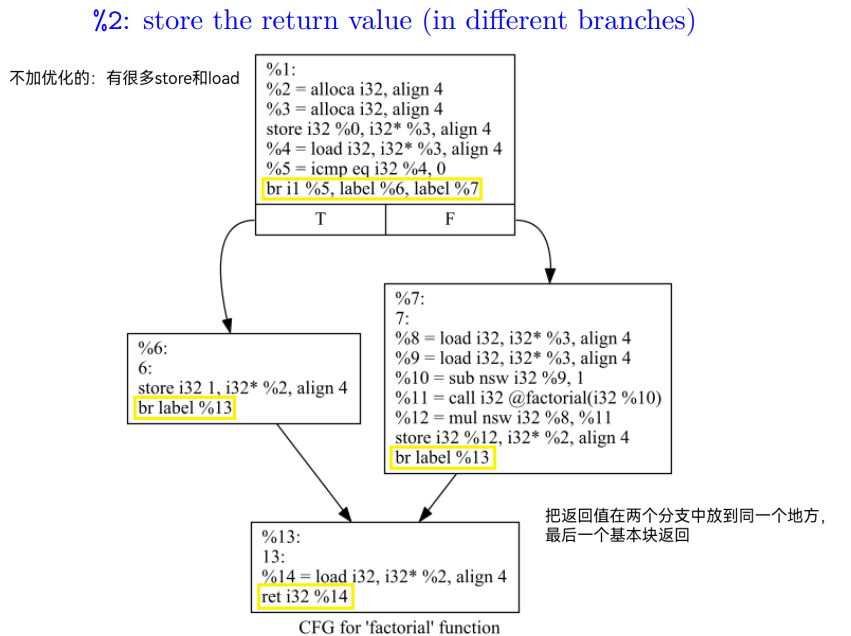 %2: store the return value (in different branches)
不加优化的：有很多store和load
%1:
%2 = alloca i32, align 4
%3 = alloca i32, align 4
store i32 %0, i32* %3, align 4
%4 = load i32, i32* %3, align 4
%5 = icmp eq i32 %4, 0
br i1 %5, label %6, label %7
T F
%6:
6:
store i32 1, i32* %2, align 4
br label %13
%7:
7:
%8 = load i32, i32* %3, align 4
%9 = load i32, i32* %3, align 4
%10 = sub nsw i32 %9, 1
%11 = call i32 @factorial(i32 %10)
%12 = mul nsw i32 %8, %11
store i32 %12, i32* %2, align 4
br label %13
把返回值在两个分支中放到同一个地方，
最后一个基本块返回
%13:
13:
%14 = load i32, i32* %2, align 4
ret i32 %14
CFG for 'factorial' function